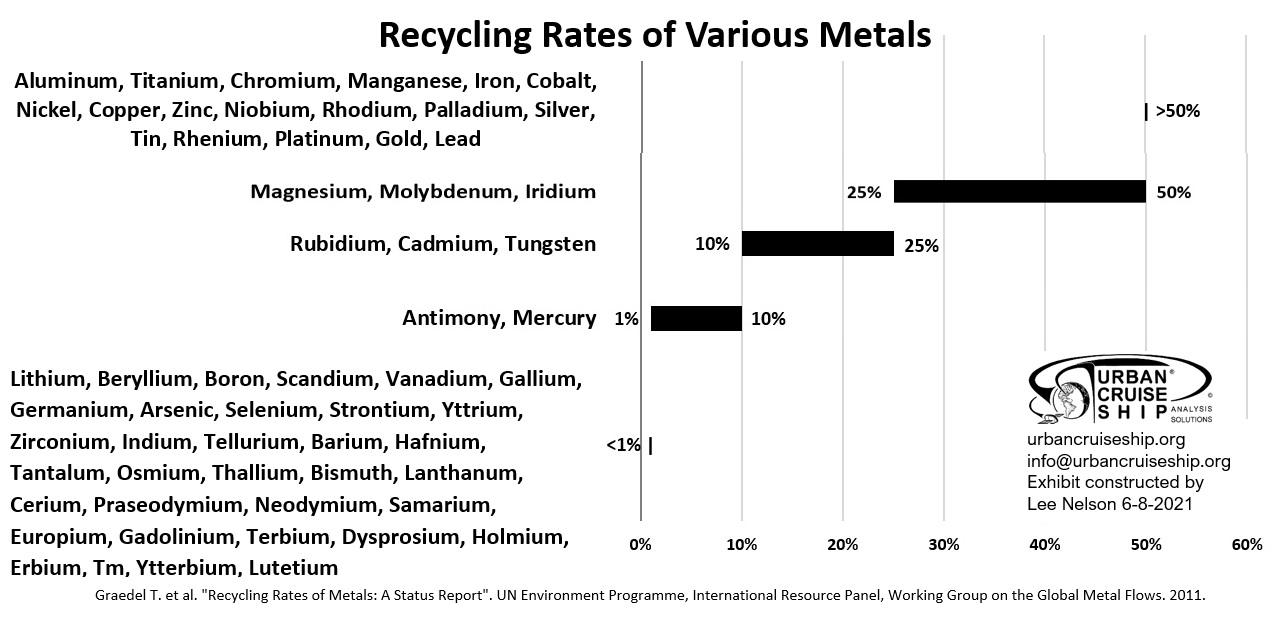 Recycling Rates of Various Metals
Aluminum, Titanium, Chromium, Manganese, Iron, Cobalt,
Nickel, Copper, Zinc, Niobium, Rhodium, Palladium, Silver,
Tin, Rhenium, Platinum, Gold, Lead
>50%
Magnesium, Molybdenum, Iridium
25%
50%
Rubidium, Cadmium, Tungsten
10%
25%
Antimony, Mercury
1%
10%
Lithium, Beryllium, Boron, Scandium, Vanadium, Gallium,
Germanium, Arsenic, Selenium, Strontium, Yttrium,
Zirconium, Indium, Tellurium, Barium, Hafnium,
Tantalum, Osmium, Thallium, Bismuth, Lanthanum,
Cerium, Praseodymium, Neodymium, Samarium,
Europium, Gadolinium, Terbium, Dysprosium, Holmium,
Erbium, Tm, Ytterbium, Lutetium
<1%
URBAN®
CRUISE ©
SHIP ANALYSIS
SOLUTIONS
urbancruiseship.org
info@urbancruiseship.org
Exhibit constructed by
Lee Nelson 6-8-2021
0% 10% 20% 30% 40% 50% 60%
Graedel T. et al. "Recycling Rates of Metals: A Status Report". UN Environment Programme, International Resource Panel, Working Group on the Global Metal Flows. 2011.